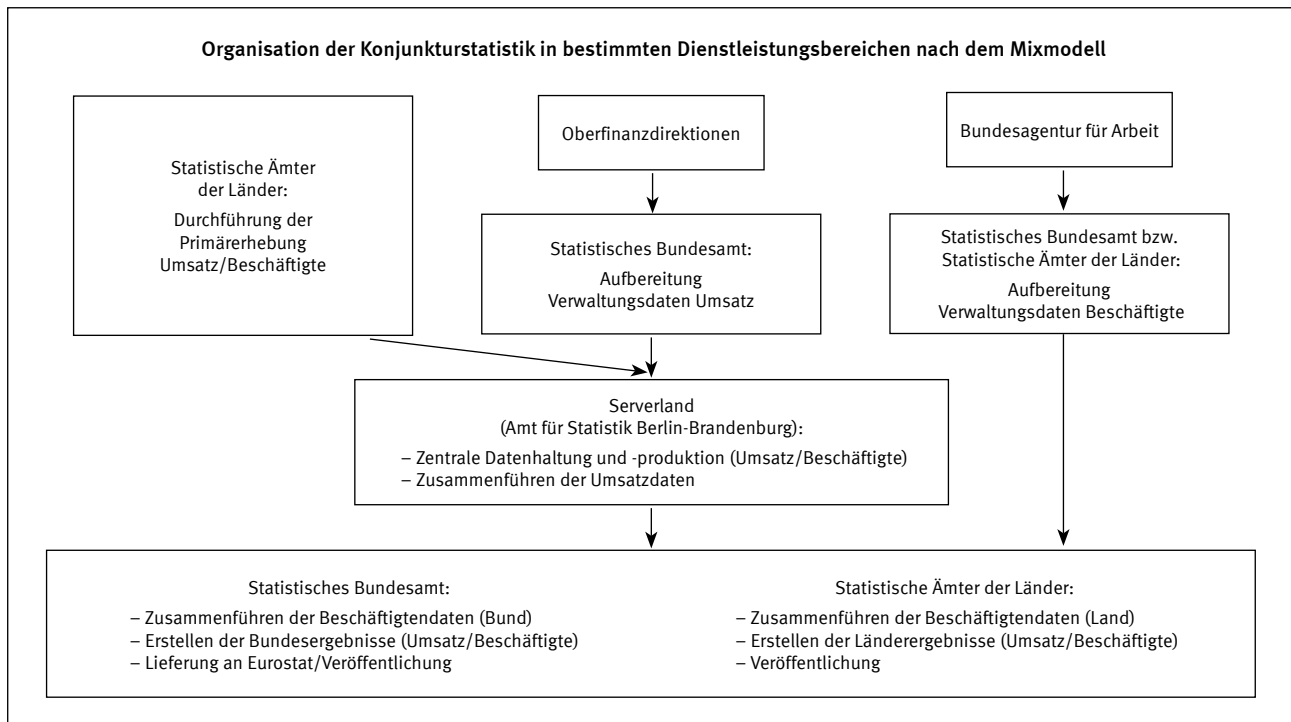 Organisation der Konjunkturstatistik in bestimmten Dienstleistungsbereichen nach dem Mixmodell
Statistische Ämter
der Länder:
Durchführung der
Primärerhebung
Umsatz/Beschäftigte
Oberfinanzdirektionen
Bundesagentur für Arbeit
Statistisches Bundesamt:
Aufbereitung
Verwaltungsdaten Umsatz
Statistisches Bundesamt bzw.
Statistische Ämter der Länder:
Aufbereitung
Verwaltungsdaten Beschäftigte
Serverland
(Amt für Statistik Berlin-Brandenburg):
– Zentrale Datenhaltung und -produktion (Umsatz/Beschäftigte)
– Zusammenführen der Umsatzdaten
Statistisches Bundesamt:
– Zusammenführen der Beschäftigtendaten (Bund)
– Erstellen der Bundesergebnisse (Umsatz/Beschäftigte)
– Lieferung an Eurostat/Veröffentlichung
Statistische Ämter der Länder:
– Zusammenführen der Beschäftigtendaten (Land)
– Erstellen der Länderergebnisse (Umsatz/Beschäftigte)
– Veröffentlichung